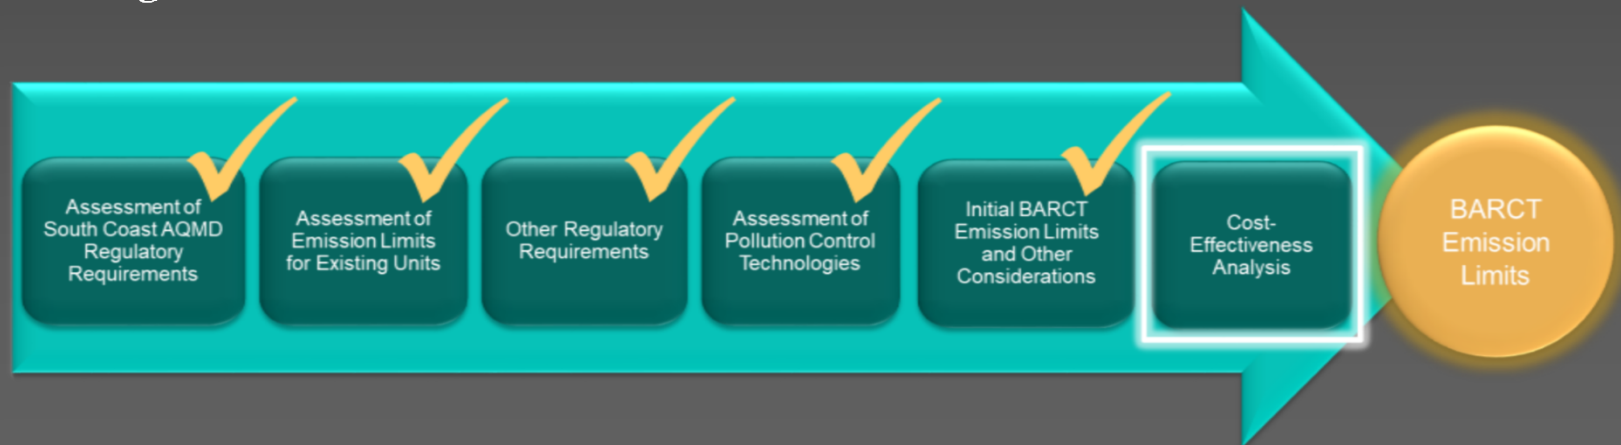 Assessment of
South Coast AQMD
Regulatory
Requirements
Assessment of
Emission Limits
for Existing Units
Other Regulatory
Requirements
Assessment of
Pollution Control
Technologies
Initial BARCT
Emission Limits
and Other
Considerations
Cost-
Effectiveness
Analysis
BARCT
Emission
Limits